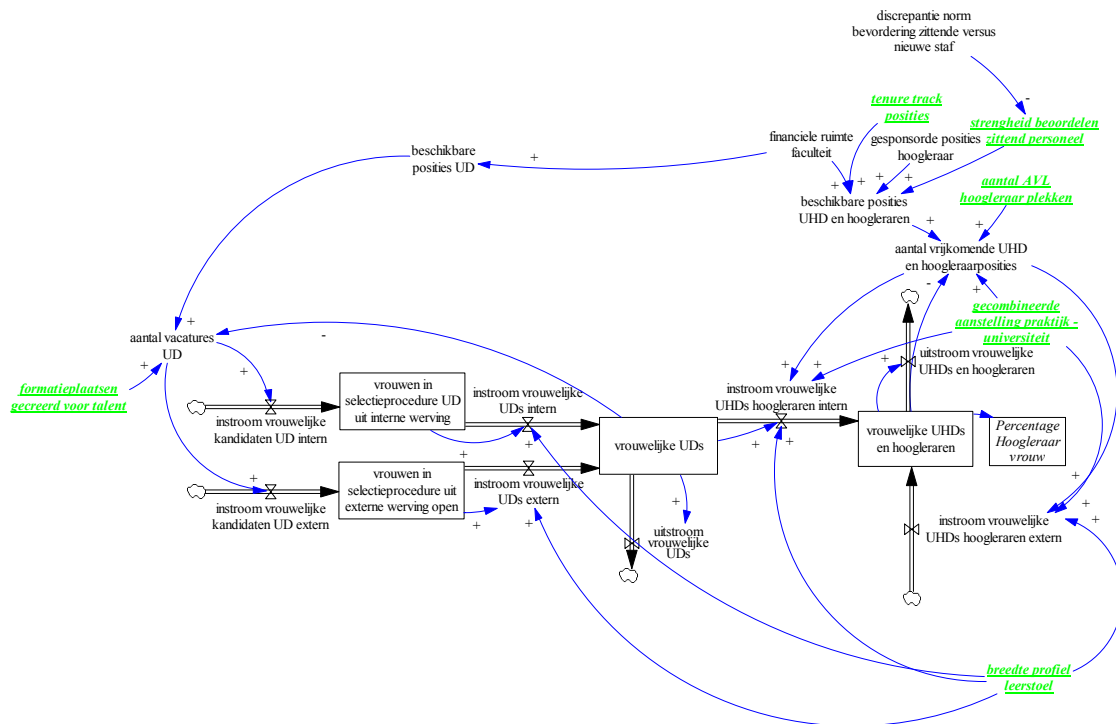 discrepantie norm
bevordering zittende versus
nieuwe staf
-
tenure track
posities
strengheid beoordelen
zittend personeel
financiele ruimte
faculteit
gesponsorde posities
hoogleraar
beschikbare
posities UD
+
+
+
+
+
beschikbare posities
UHD en hoogleraren
aantal AVL
hoogleraar plekken
+
+
aantal vrijkomende UHD
en hoogleraarposities
-
+
gecombineerde
aanstelling praktijk -
universiteit
+
aantal vacatures
UD
-
+
formatieplaatsen
gecreerd voor talent
+
uitstroom vrouwelijke
UHDs en hoogleraren
+
+
+
vrouwen in
selectieprocedure UD
uit interne werving
instroom vrouwelijke
UDs intern
instroom vrouwelijke
UHDs hoogleraren intern
instroom vrouwelijke
kandidaten UD intern
+
vrouwelijke UDs
+
+
vrouwelijke UHDs
en hoogleraren
+
Percentage
Hoogleraar
vrouw
+
vrouwen in
selectieprocedure uit
externe werving open
instroom vrouwelijke
UDs extern
+
+
+
instroom vrouwelijke
kandidaten UD extern
+
+
+
uitstroom
vrouwelijke
UDs
instroom vrouwelijke
UHDs hoogleraren extern
+
+
+
breedte profiel
leerstoel